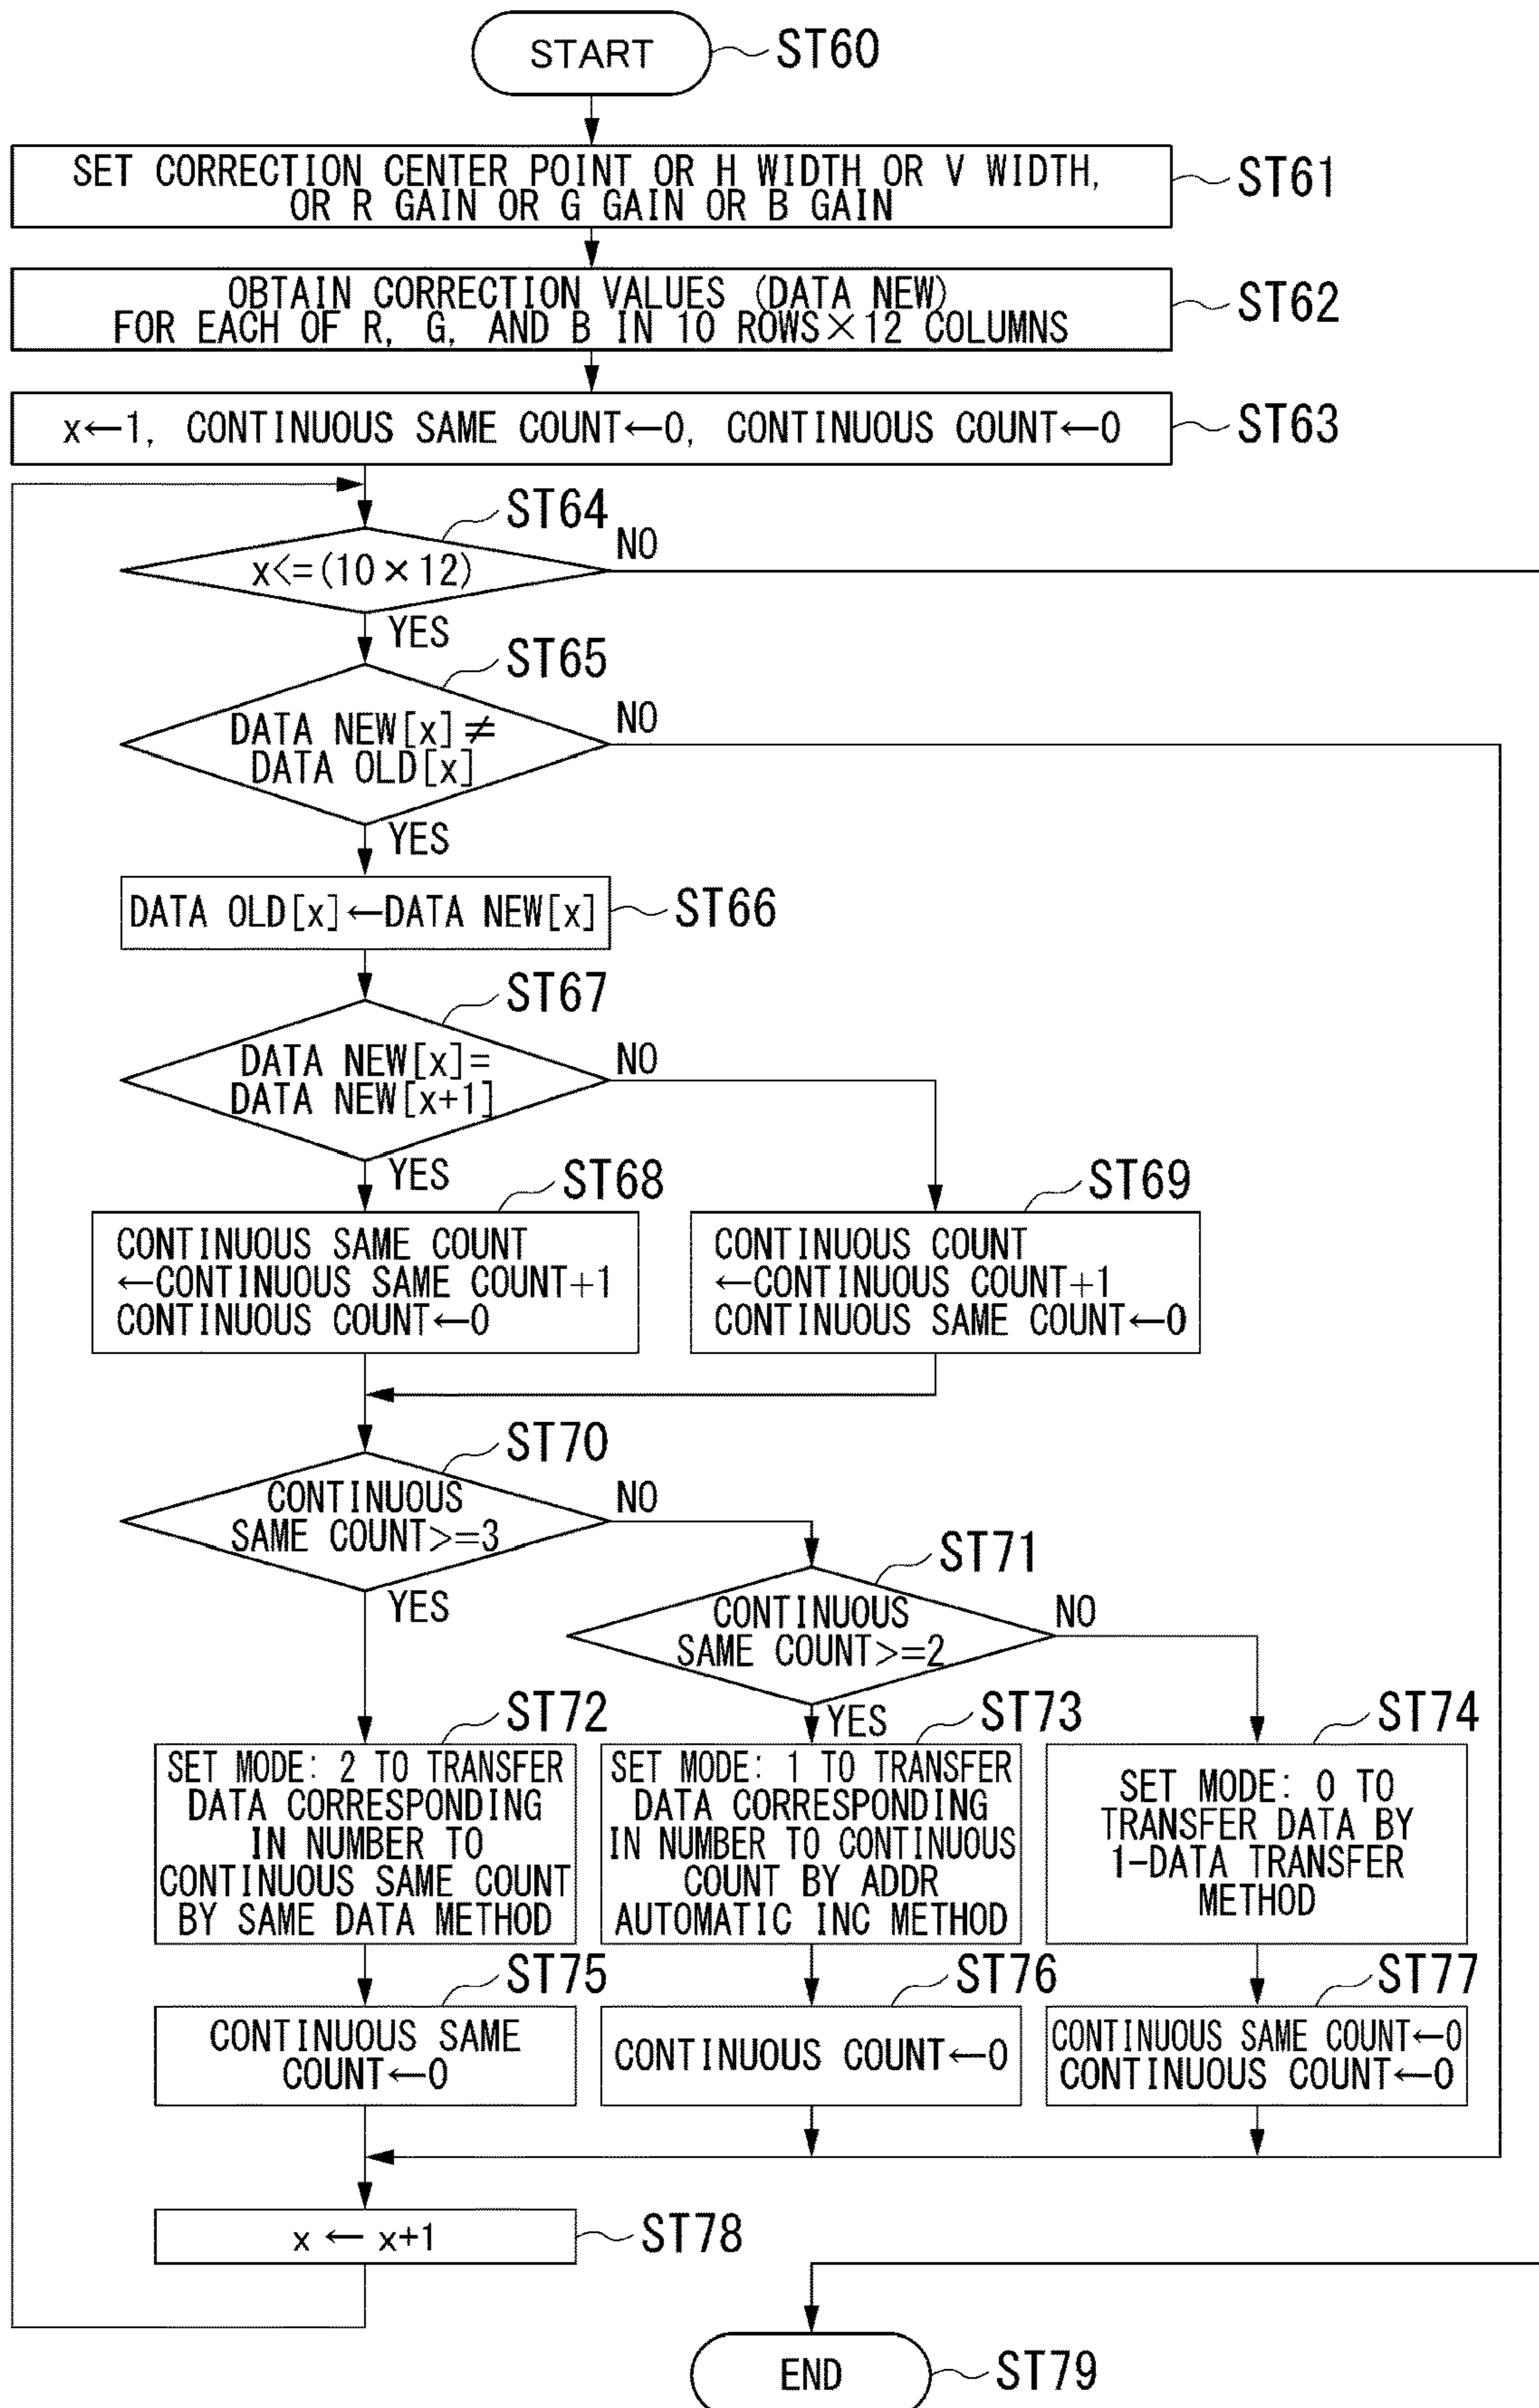 START
ST60
SET CORRECTION CENTER POINT OR H WIDTH OR V WIDTH,
OR R GAIN OR G GAIN OR B GAIN
ST61
OBTAIN CORRECTION VALUES (DATA NEW)
FOR EACH OF R, G, AND B IN 10 ROWS×12 COLUMNS
ST62
x←1, CONTINUOUS SAME COUNT←0, CONTINUOUS COUNT←0
ST63
ST64
x<=(10×12)
NO
YES
ST65
DATA NEW[x]≠
DATA OLD[x]
NO
YES
DATA OLD[x]←DATA NEW[x]
ST66
ST67
DATA NEW[x]=
DATA NEW[x+1]
NO
YES
ST68
CONTINUOUS SAME COUNT
←CONTINUOUS SAME COUNT+1
CONTINUOUS COUNT←0
ST69
CONTINUOUS COUNT
←CONTINUOUS COUNT+1
CONTINUOUS SAME COUNT←0
ST70
CONTINUOUS
SAME COUNT>=3
NO
YES
ST71
CONTINUOUS
SAME COUNT>=2
NO
YES
ST72
SET MODE: 2 TO TRANSFER
DATA CORRESPONDING
IN NUMBER TO
CONTINUOUS SAME COUNT
BY SAME DATA METHOD
ST73
SET MODE: 1 TO TRANSFER
DATA CORRESPONDING
IN NUMBER TO CONTINUOUS
COUNT BY ADDR
AUTOMATIC INC METHOD
ST74
SET MODE: 0 TO
TRANSFER DATA BY
1-DATA TRANSFER
METHOD
ST75
CONTINUOUS SAME
COUNT←0
ST76
CONTINUOUS COUNT←0
ST77
CONTINUOUS SAME COUNT←0
CONTINUOUS COUNT←0
x ← x+1
ST78
END
ST79